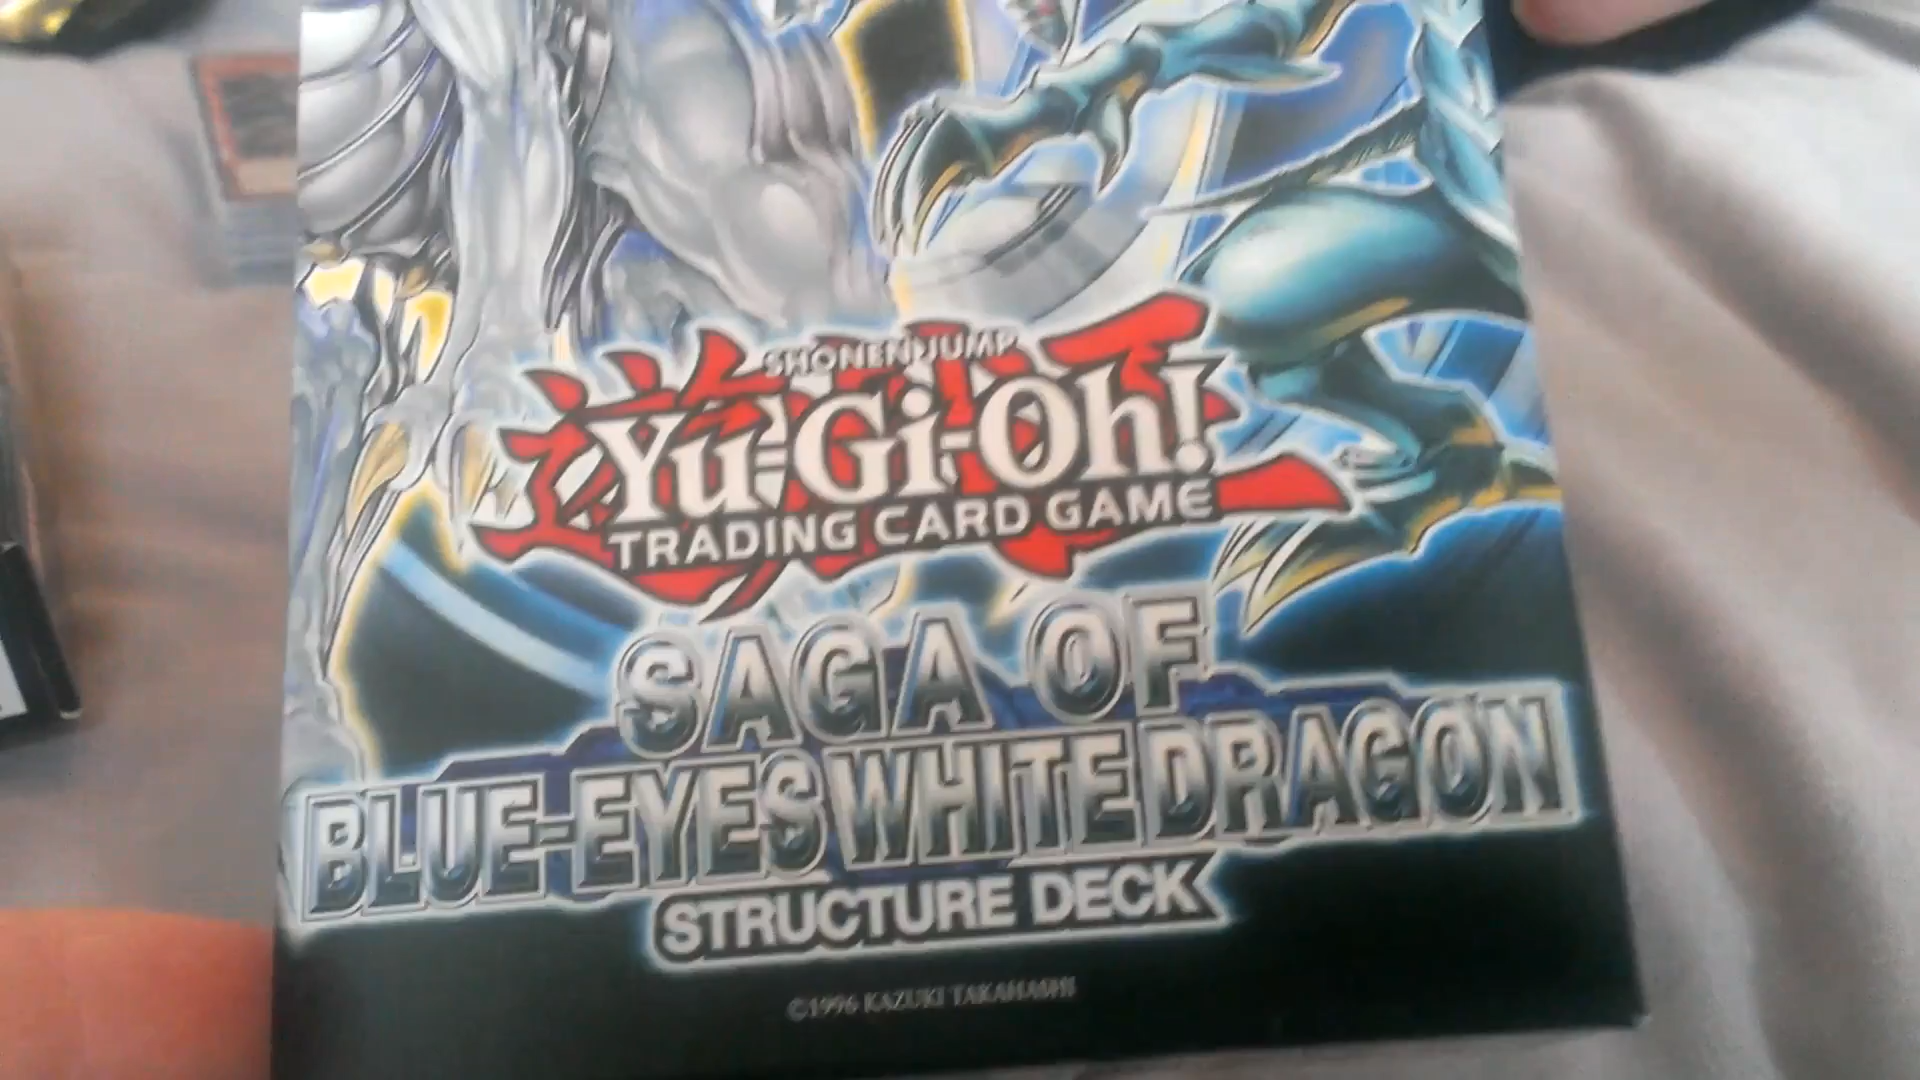 SHONEN JUMP
Yu-Gi-Oh!
TRADING CARD GAME
SAGA OF
BLUE-EYES WHITE DRAGON
STRUCTURE DECK
©1996 KAZUKI TAKAHASHI